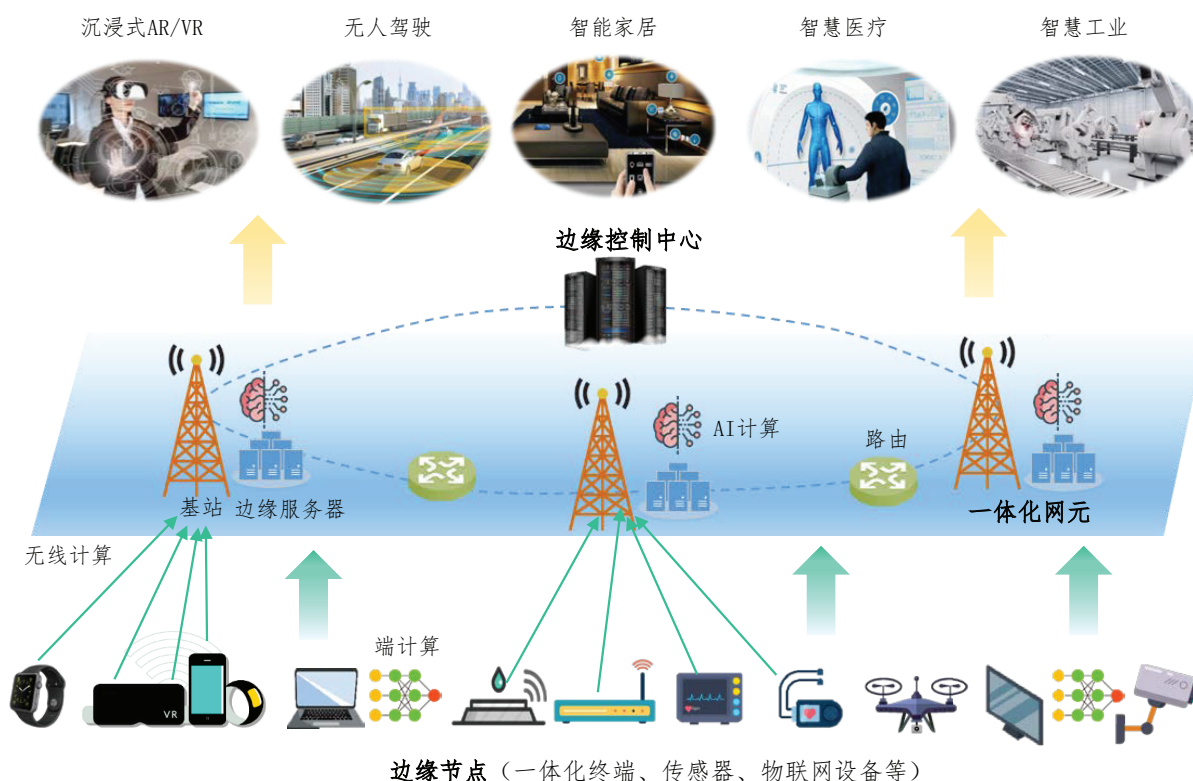 沉浸式AR/VR
无人驾驶
智能家居
智慧医疗
智慧工业
边缘控制中心
AI计算
路由
基站
边缘服务器
一体化网元
无线计算
端计算
VR
边缘节点（一体化终端、传感器、物联网设备等）